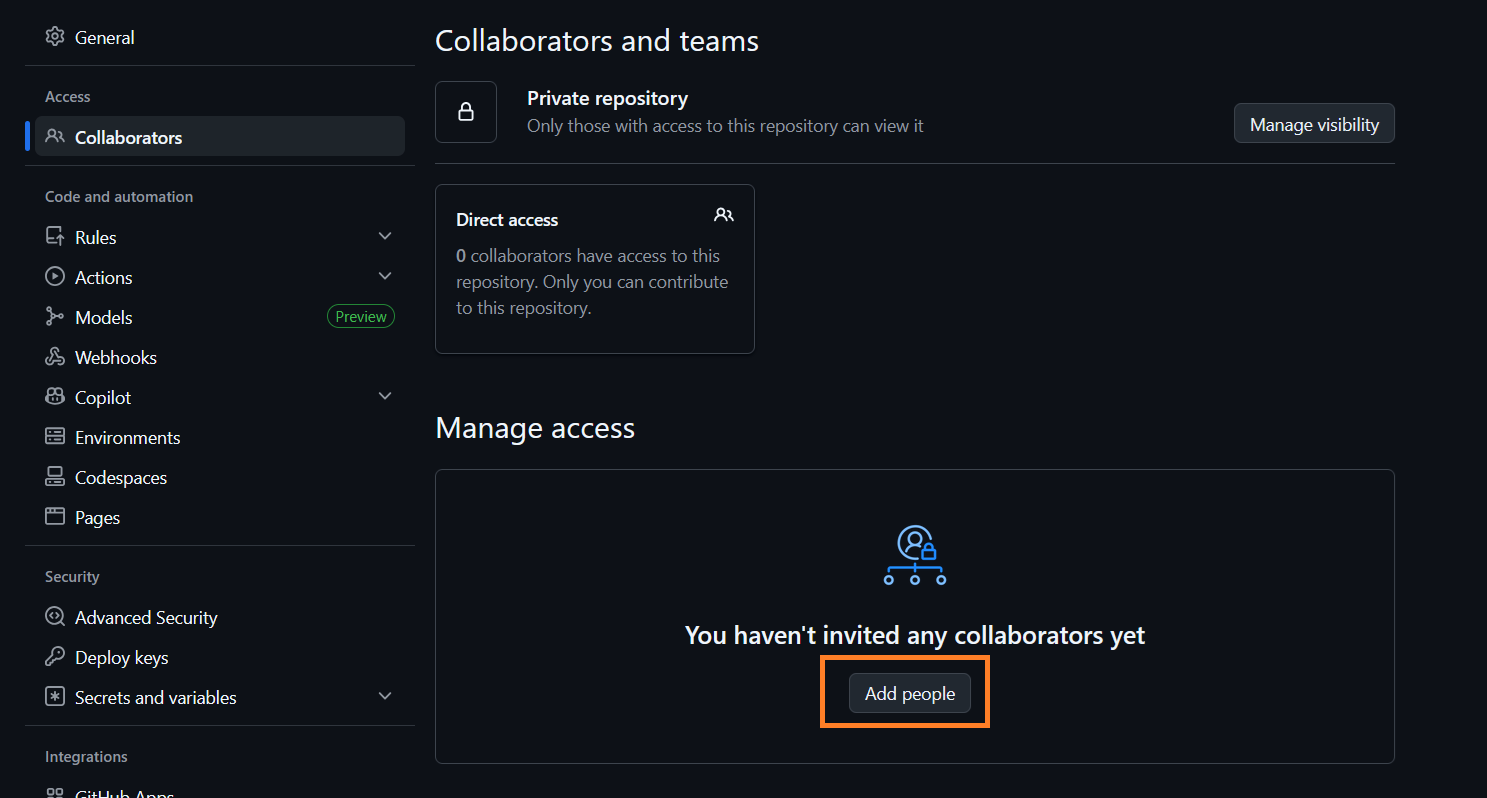 General
Access
Collaborators
Code and automation
Rules
Actions
Models Preview
Webhooks
Copilot
Environments
Codespaces
Pages
Security
Advanced Security
Deploy keys
Secrets and variables
Integrations
GitHub Apps
Collaborators and teams
Private repository
Only those with access to this repository can view it
Manage visibility
Direct access
0 collaborators have access to this
repository. Only you can contribute
to this repository.
Manage access
You haven't invited any collaborators yet
Add people